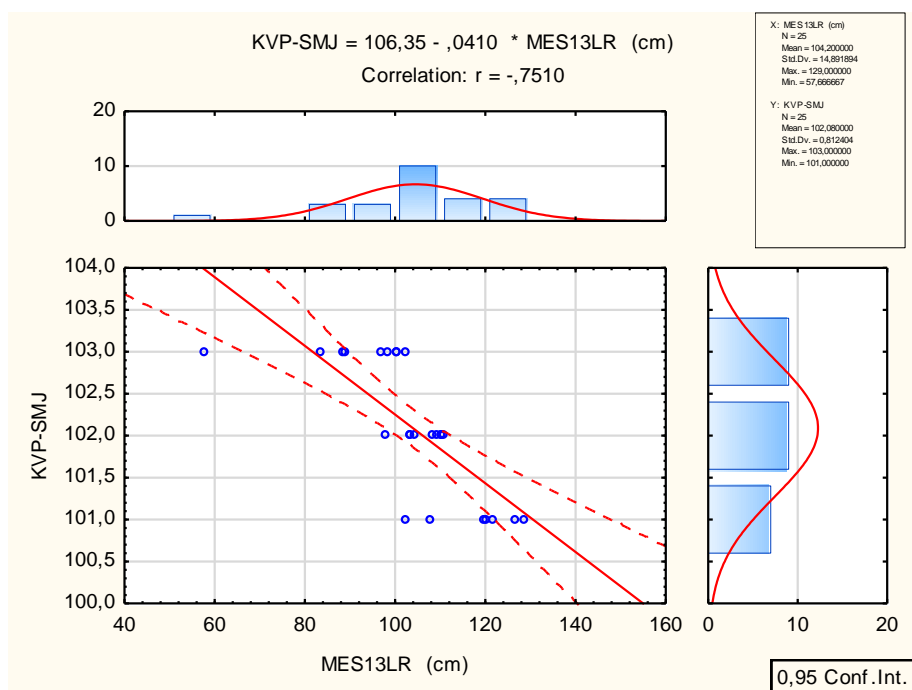 KVP-SMJ = 106,35 - ,0410 * MES13LR (cm)
Correlation: r = -,7510
X: MES13LR (cm)
N = 25
Mean = 104,200000
Std.Dv. = 14,891894
Max. = 129,000000
Min. = 57,666667
Y: KVP-SMJ
N = 25
Mean = 102,080000
Std.Dv. = 0,812404
Max. = 103,000000
Min. = 101,000000
20
10
0
104,0
103,5
103,0
102,5
102,0
101,5
101,0
100,5
100,0
KVP-SMJ
40 60 80 100 120 140 160
MES13LR (cm)
0 10 20
0,95 Conf.Int.